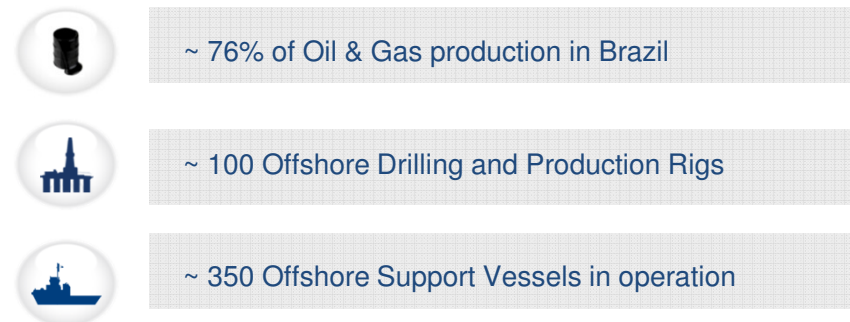 ~ 76% of Oil & Gas production in Brazil
~ 100 Offshore Drilling and Production Rigs
~ 350 Offshore Support Vessels in operation